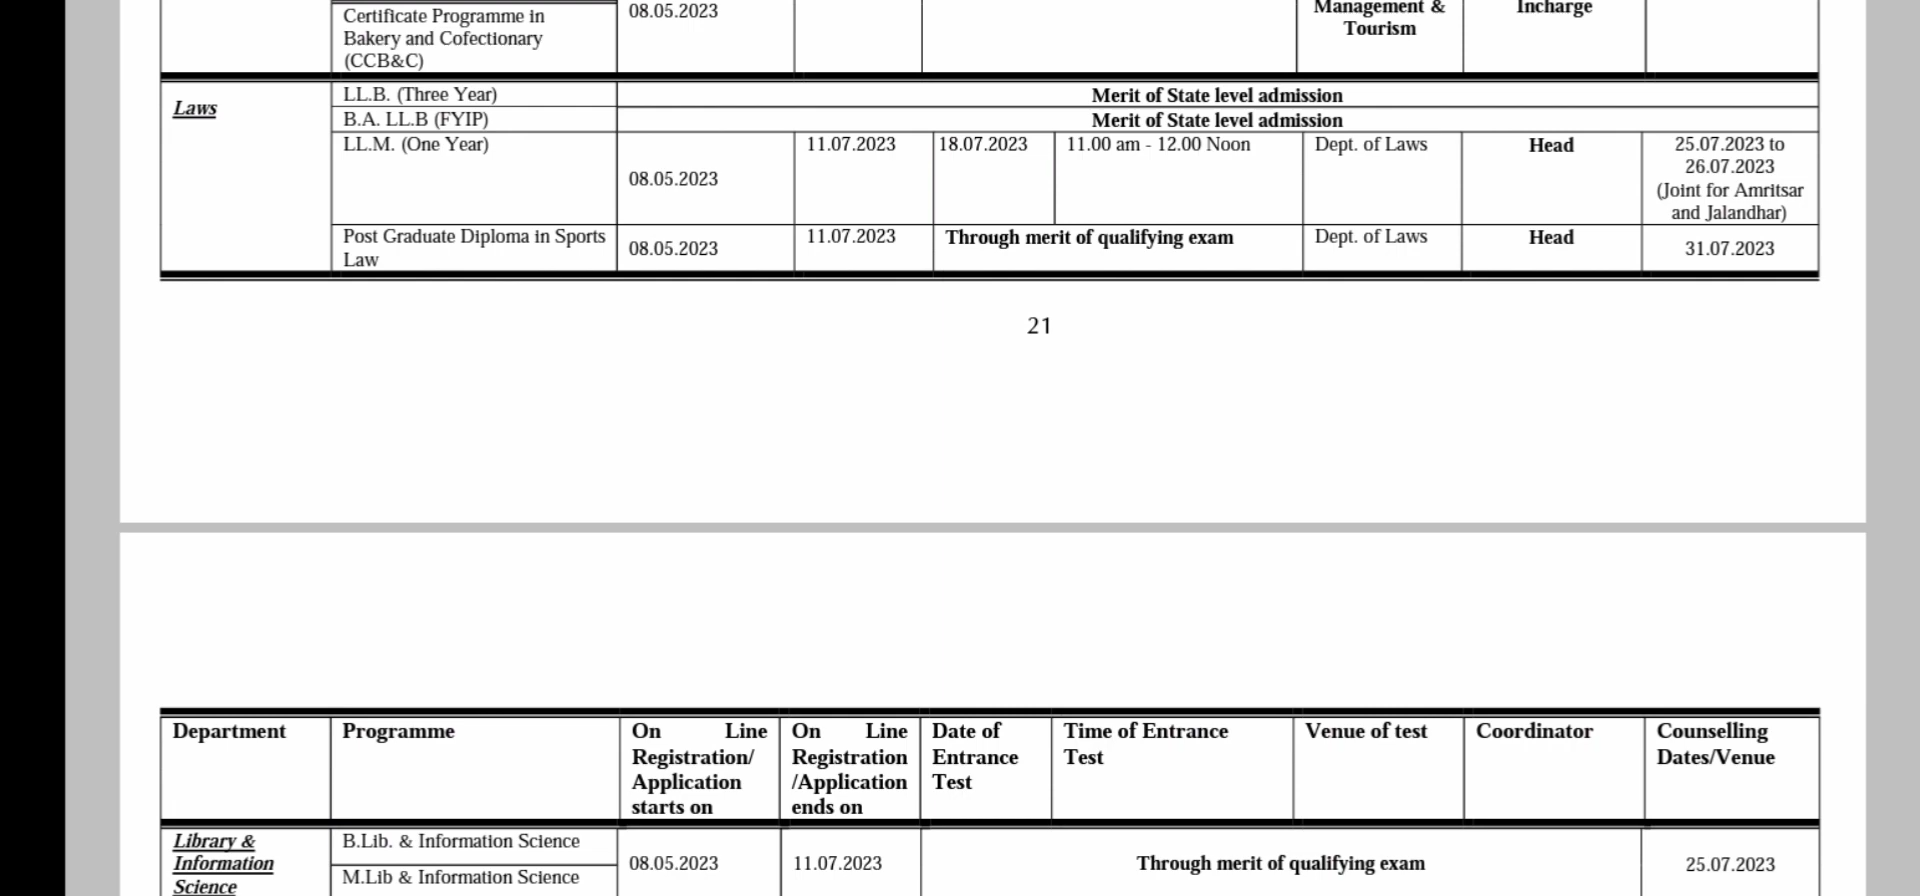 Certificate Programme in
Bakery and Cofectionary
(CCB&C)
08.05.2023
Management &
Tourism
Incharge
Laws
LL.B. (Three Year)
Merit of State level admission
B.A. LL.B (FYIP)
Merit of State level admission
LL.M. (One Year)
08.05.2023
11.07.2023
18.07.2023
11.00 am - 12.00 Noon
Dept. of Laws
Head
25.07.2023 to
26.07.2023
(Joint for Amritsar
and Jalandhar)
Post Graduate Diploma in Sports
Law
08.05.2023
11.07.2023
Through merit of qualifying exam
Dept. of Laws
Head
31.07.2023
21
Department
Programme
On Line
Registration/
Application
starts on
On Line
Registration
/Application
ends on
Date of
Entrance
Test
Time of Entrance
Test
Venue of test
Coordinator
Counselling
Dates/Venue
Library &
Information
Science
B.Lib. & Information Science
M.Lib & Information Science
08.05.2023
11.07.2023
Through merit of qualifying exam
25.07.2023